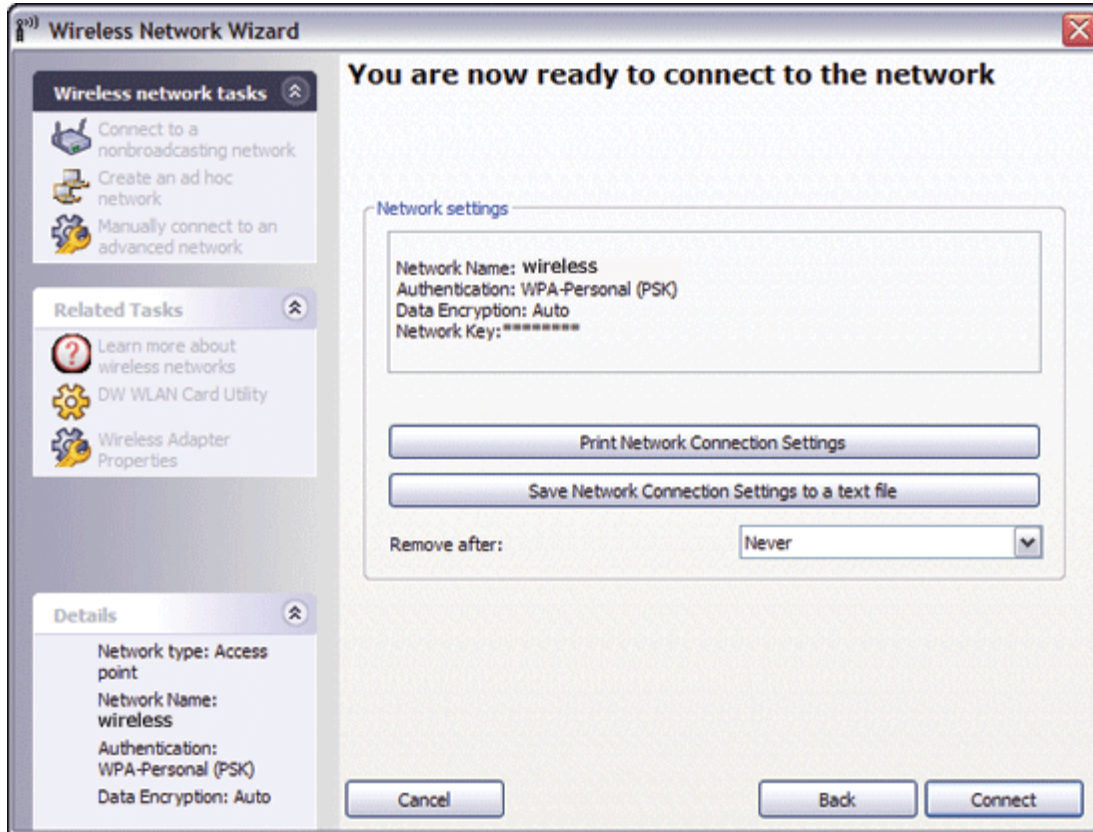 Wireless Network Wizard
Wireless network tasks
Connect to a
nonbroadcasting network
Create an ad hoc
network
Manually connect to an
advanced network
Related Tasks
Learn more about
wireless networks
DW WLAN Card Utility
Wireless Adapter
Properties
Details
Network type: Access
point
Network Name:
wireless
Authentication:
WPA-Personal (PSK)
Data Encryption: Auto
You are now ready to connect to the network
Network settings
Network Name: wireless
Authentication: WPA-Personal (PSK)
Data Encryption: Auto
Network Key:********
Print Network Connection Settings
Save Network Connection Settings to a text file
Remove after: Never
Cancel Back Connect